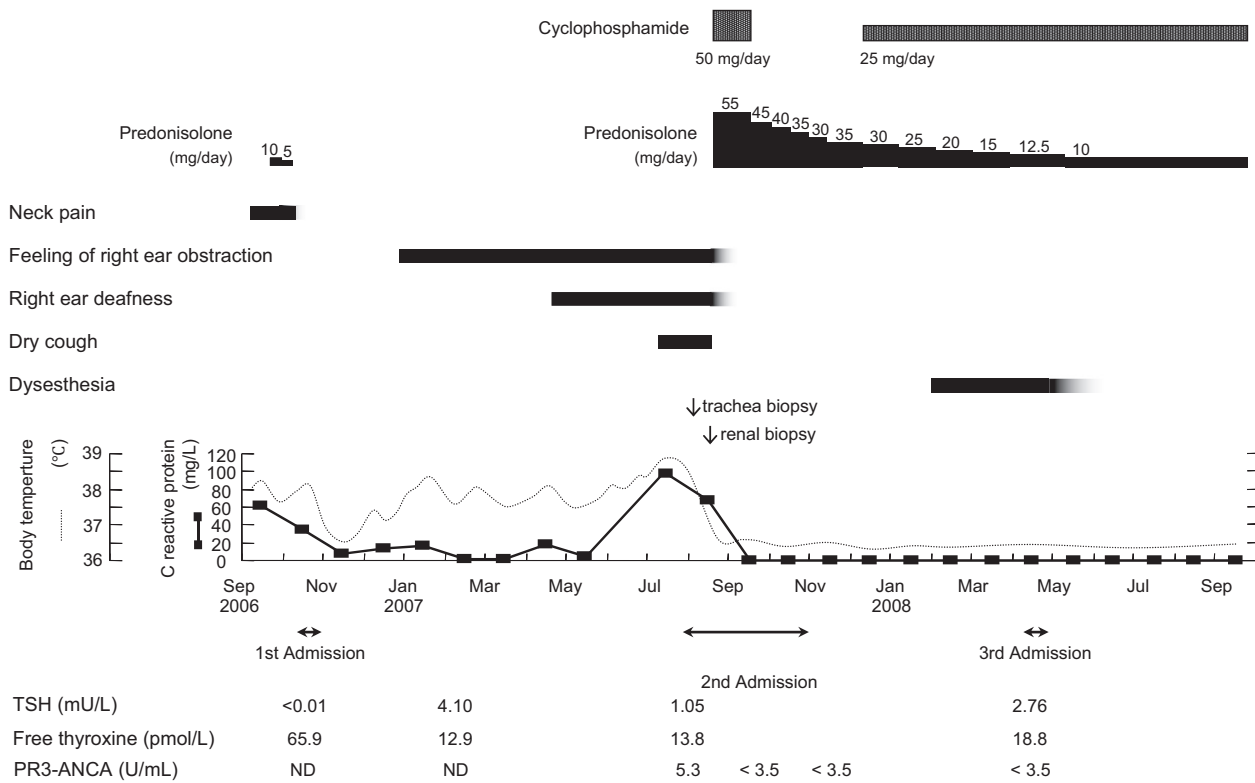 Cyclophosphamide
50 mg/day
25 mg/day
Predonisolone
(mg/day)
10 5
Predonisolone
(mg/day)
55 45 40 35 30 35 30 25 20 15 12.5 10
Neck pain
Feeling of right ear obstraction
Right ear deafness
Dry cough
Dysesthesia
↓trachea biopsy
↓renal biopsy
Body temperture
(℃)
39
38
37
36
C reactive protein
(mg/L)
120
100
80
60
40
20
0
Sep Nov Jan Mar May Jul Sep Nov Jan Mar May Jul Sep
2006 2007 2008
1st Admission
2nd Admission
3rd Admission
TSH (mU/L) <0.01 4.10 1.05 2.76
Free thyroxine (pmol/L) 65.9 12.9 13.8 18.8
PR3-ANCA (U/mL) ND ND 5.3 < 3.5 < 3.5 < 3.5